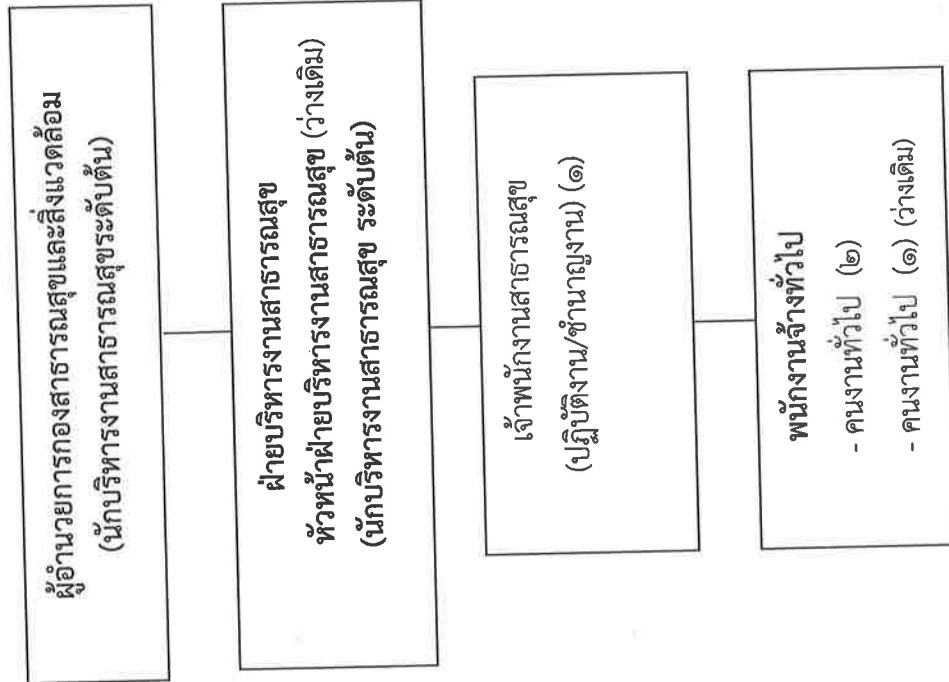 ผู้อำนวยการกองสาธารณสุขและสิ่งแวดล้อม
(นักบริหารงานสาธารณสุขระดับต้น)
ฝ่ายบริหารงานสาธารณสุข
หัวหน้าฝ่ายบริหารงานสาธารณสุข (ว่างเดิม)
(นักบริหารงานสาธารณสุข ระดับต้น)
เจ้าพนักงานสาธารณสุข
(ปฏิบัติงาน/ชำนาญงาน) (๑)
พนักงานจ้างทั่วไป
- คนงานทั่วไป (๒)
- คนงานทั่วไป (๑) (ว่างเดิม)